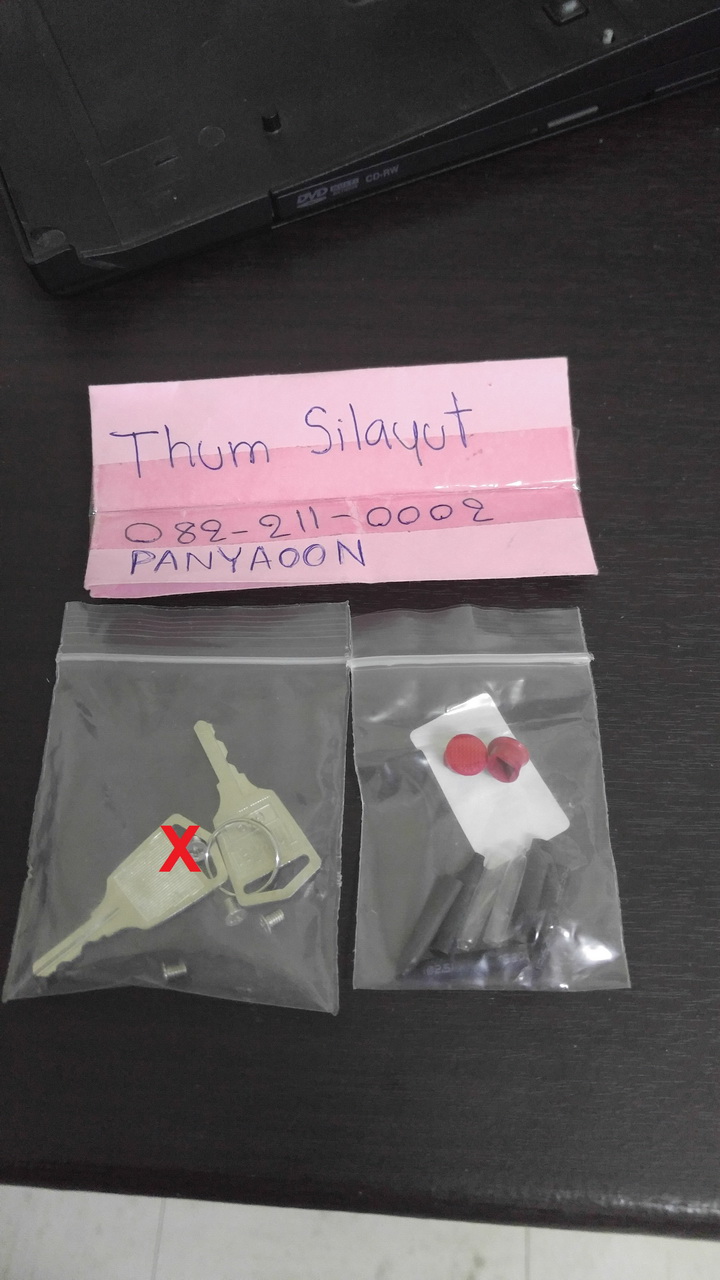 DVD CD-RW
Thum Silayut
082-211-0002
PANYAOON
X